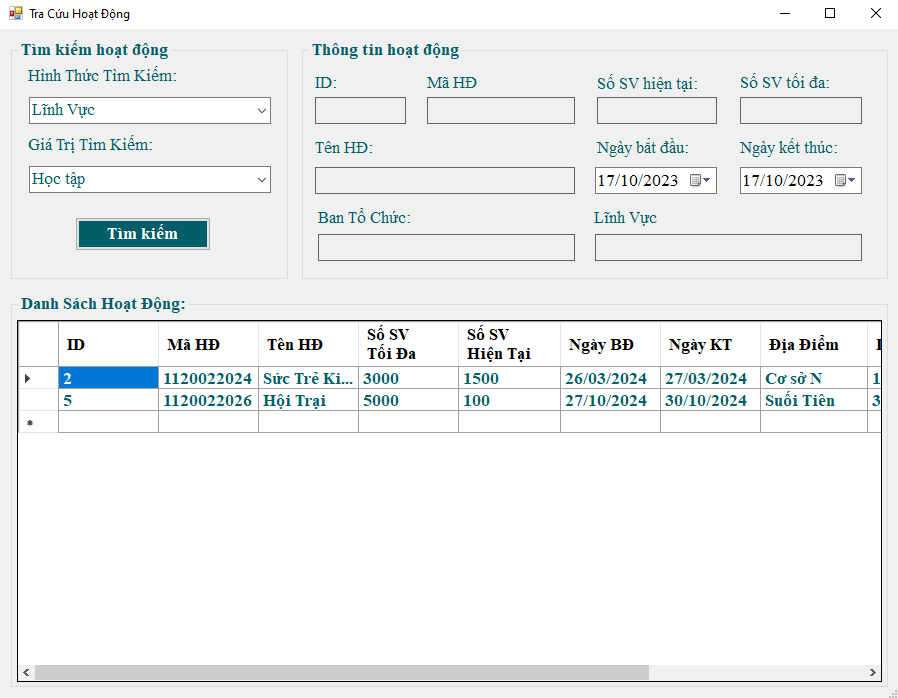 Tra Cứu Hoạt Động
Tìm kiếm hoạt động
Hình Thức Tìm Kiếm:
Lĩnh Vực
Giá Trị Tìm Kiếm:
Học tập
Tìm kiếm
Thông tin hoạt động
ID: Mã HĐ Số SV hiện tại: Số SV tối đa:
Tên HĐ: Ngày bắt đầu: Ngày kết thúc:
17/10/2023 17/10/2023
Ban Tổ Chức: Lĩnh Vực
Danh Sách Hoạt Động:
ID Mã HĐ Tên HĐ Số SV Tối Đa Số SV Hiện Tại Ngày BĐ Ngày KT Địa Điểm
2 1120022024 Sức Trẻ Ki... 3000 1500 26/03/2024 27/03/2024 Cơ sở N 1
5 1120022026 Hội Trại 5000 100 27/10/2024 30/10/2024 Suối Tiên 3